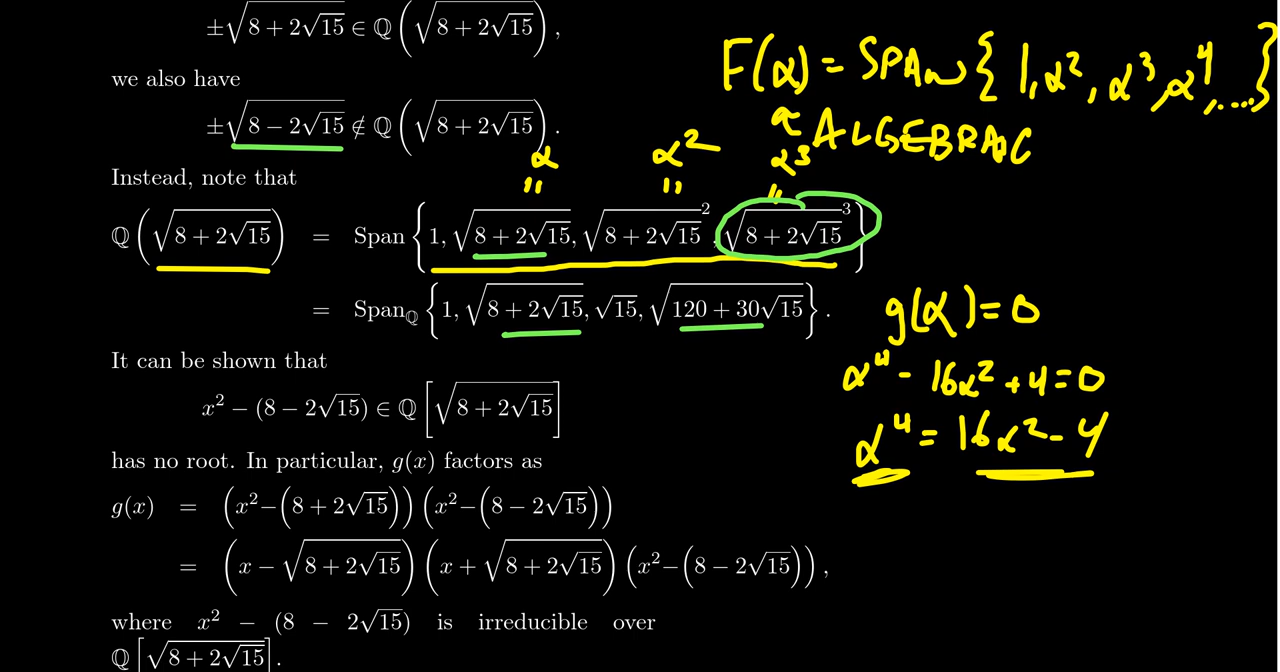 ±√(8 + 2√15) ∈ ℚ(√(8 + 2√15)),
we also have
±√(8 − 2√15) ∉ ℚ(√(8 + 2√15)).
Instead, note that
ℚ(√(8 + 2√15)) = Span{1, √(8 + 2√15), √(8 + 2√15)², √(8 + 2√15)³}
= Span_ℚ{1, √(8 + 2√15), √15, √(120 + 30√15)}.
It can be shown that
x² − (8 − 2√15) ∈ ℚ[√(8 + 2√15)]
has no root. In particular, g(x) factors as
g(x) = (x² − (8 + 2√15))(x² − (8 − 2√15))
= (x − √(8 + 2√15))(x + √(8 + 2√15))(x² − (8 − 2√15)),
where x² − (8 − 2√15) is irreducible over
ℚ[√(8 + 2√15)].
F(α) = SPAN{1, α², α³, α⁴, ....}
ALGEBRAIC
α α² α³
= = =
g(α) = 0
α⁴ − 16α² + 4 = 0
α⁴ = 16α² − 4